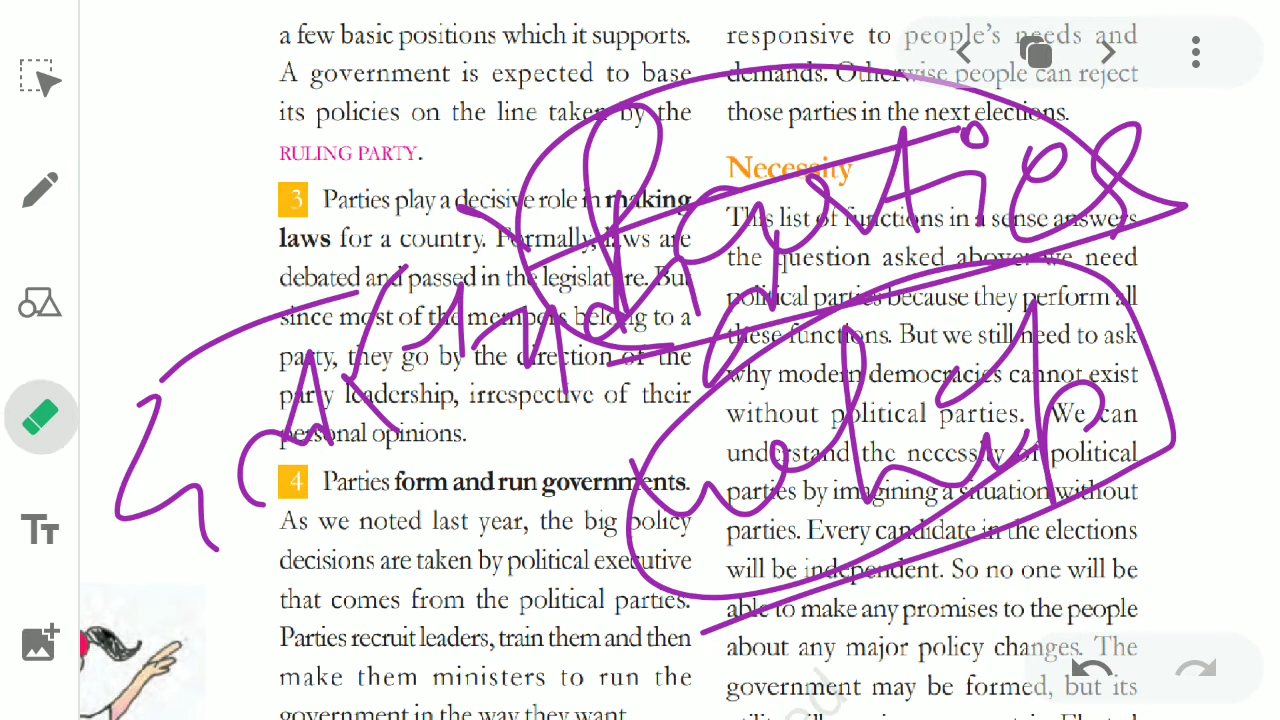 a few basic positions which it supports.
A government is expected to base
its policies on the line taken by the
RULING PARTY.
3 Parties play a decisive role in making
laws for a country. Formally, laws are
debated and passed in the legislature. But
since most of the members belong to a
party, they go by the direction of the
party leadership, irrespective of their
personal opinions.
4 Parties form and run governments.
As we noted last year, the big policy
decisions are taken by political executive
that comes from the political parties.
Parties recruit leaders, train them and then
make them ministers to run the
government in the way they want.
responsive to people's needs and
demands. Otherwise people can reject
those parties in the next elections.
Necessity
This list of functions in a sense answers
the question asked above: we need
political parties because they perform all
these functions. But we still need to ask
why modern democracies cannot exist
without political parties. We can
understand the necessity of political
parties by imagining a situation without
parties. Every candidate in the elections
will be independent. So no one will be
able to make any promises to the people
about any major policy changes. The
government may be formed, but its
Parties
TT